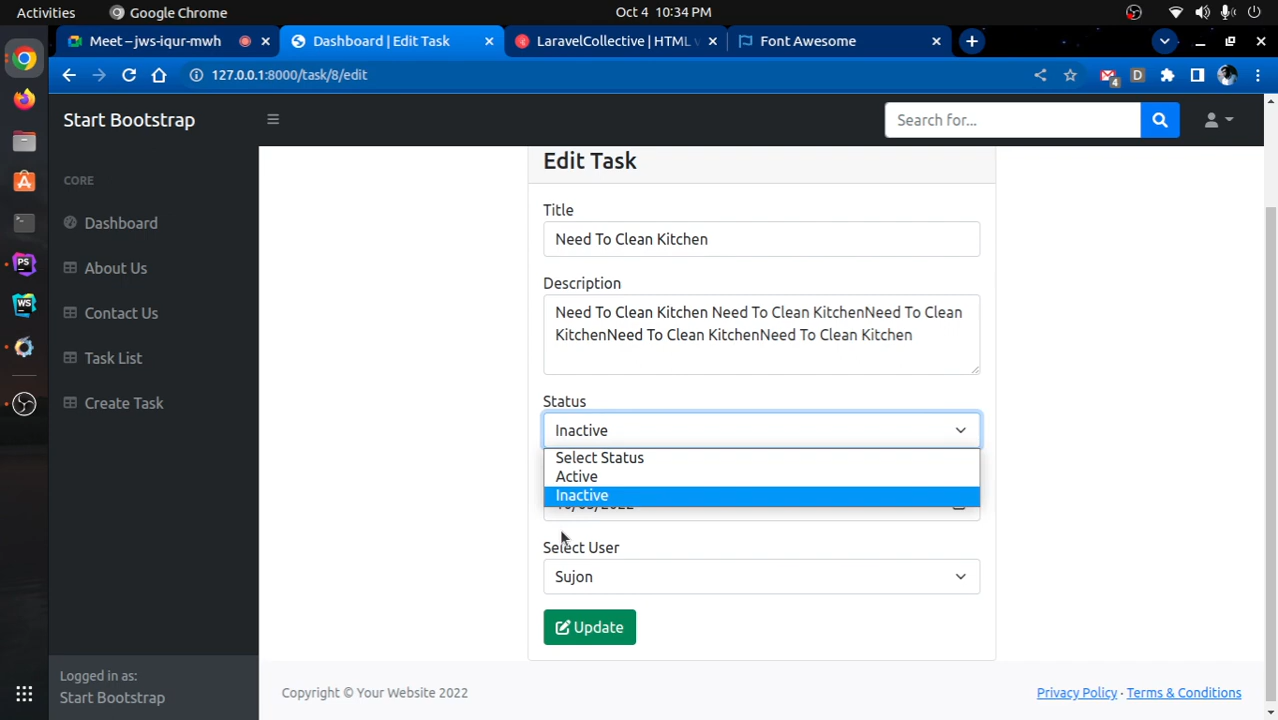 Activities
Google Chrome
Oct 4 10:34 PM
Meet – jws-iqur-mwh
Dashboard | Edit Task
LaravelCollective | HTML
Font Awesome
127.0.0.1:8000/task/8/edit
4
D
Start Bootstrap
Search for...
CORE
Dashboard
About Us
Contact Us
Task List
Create Task
Edit Task
Title
Need To Clean Kitchen
Description
Need To Clean Kitchen Need To Clean KitchenNeed To Clean
KitchenNeed To Clean KitchenNeed To Clean Kitchen
Status
Inactive
Select Status
Active
Inactive
Select User
Sujon
Update
PS
WS
Logged in as:
Start Bootstrap
Copyright © Your Website 2022
Privacy Policy · Terms & Conditions